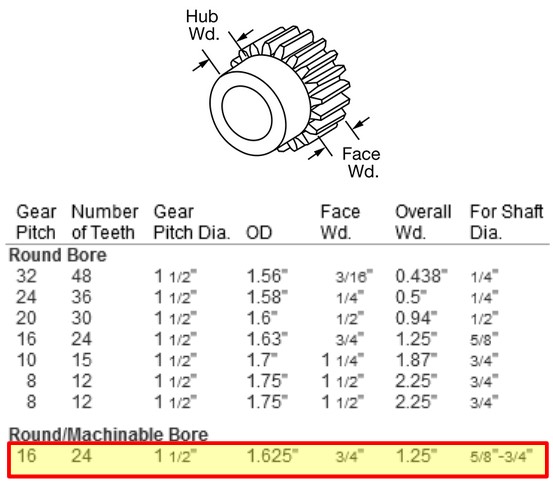 Hub
Wd.
Face
Wd.
Gear Number Gear Face Overall For Shaft
Pitch of Teeth Pitch Dia. OD Wd. Wd. Dia.
Round Bore
32 48 1 1/2" 1.56" 3/16" 0.438" 1/4"
24 36 1 1/2" 1.58" 1/4" 0.5" 1/4"
20 30 1 1/2" 1.6" 1/2" 0.94" 1/2"
16 24 1 1/2" 1.63" 3/4" 1.25" 5/8"
10 15 1 1/2" 1.7" 1 1/4" 1.87" 3/4"
8 12 1 1/2" 1.75" 1 1/2" 2.25" 3/4"
8 12 1 1/2" 1.75" 1 1/2" 2.25" 3/4"
Round/Machinable Bore
16 24 1 1/2" 1.625" 3/4" 1.25" 5/8"-3/4"